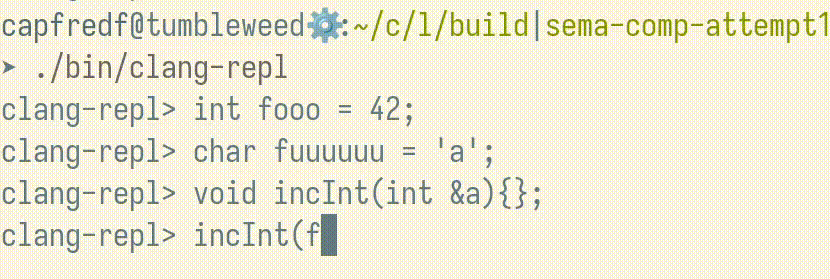 capfredf@tumbleweed⚙️:~/c/l/build|sema-comp-attempt1
➤ ./bin/clang-repl
clang-repl> int fooo = 42;
clang-repl> char fuuuuuu = 'a';
clang-repl> void incInt(int &a){};
clang-repl> incInt(f